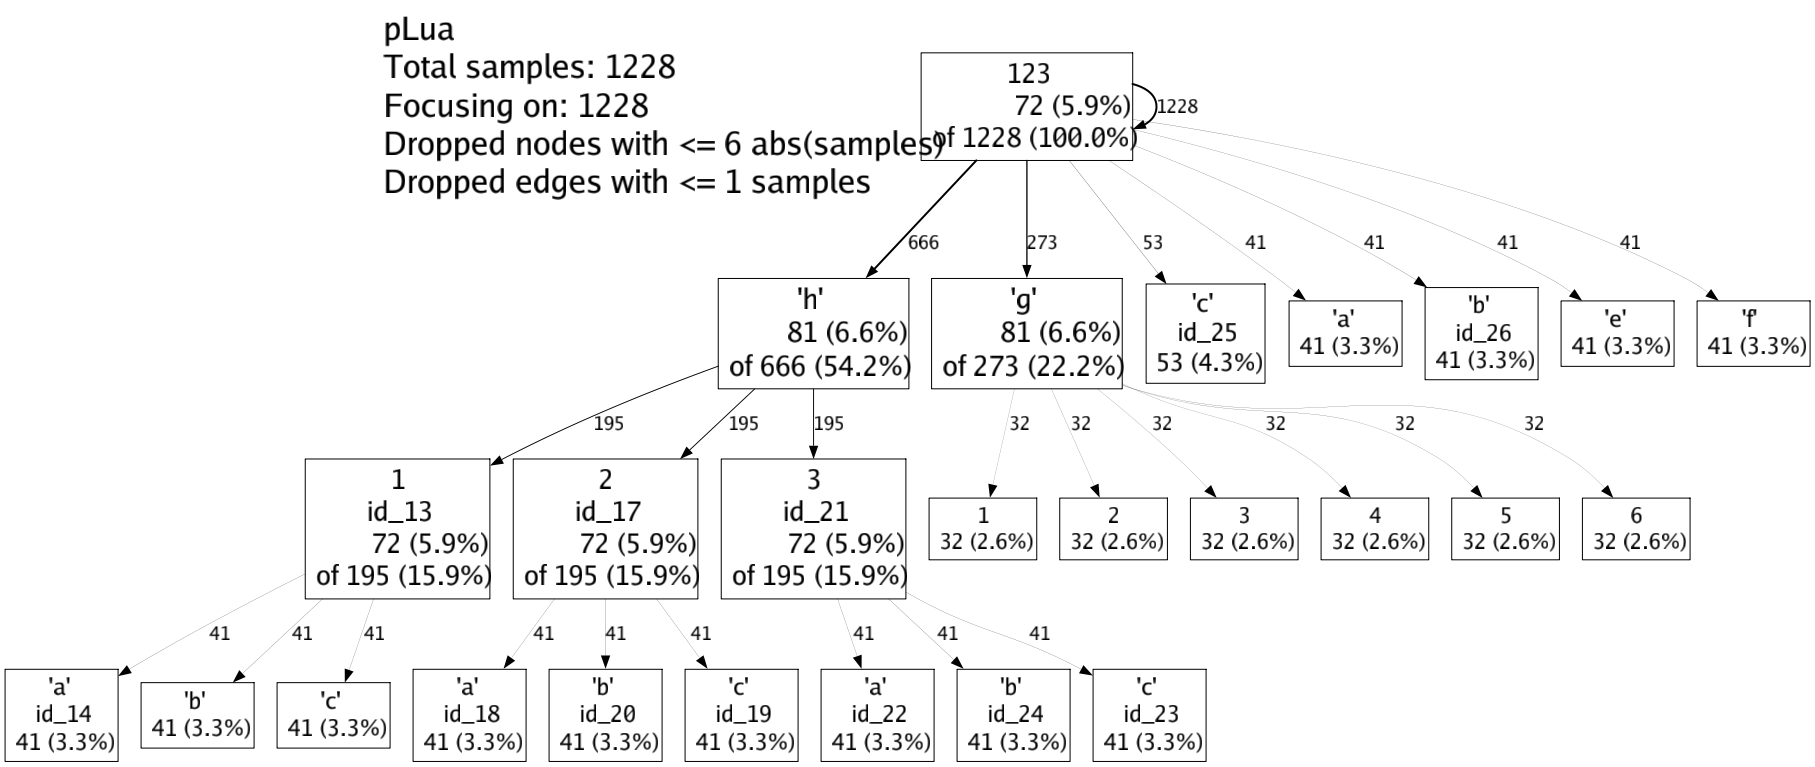 pLua
Total samples: 1228
Focusing on: 1228
Dropped nodes with <= 6 abs(samples)
Dropped edges with <= 1 samples
123
72 (5.9%)
of 1228 (100.0%)
1228
666
273
53
41
41
41
41
'h'
81 (6.6%)
of 666 (54.2%)
'g'
81 (6.6%)
of 273 (22.2%)
'c'
id_25
53 (4.3%)
'a'
41 (3.3%)
'b'
id_26
41 (3.3%)
'e'
41 (3.3%)
'f'
41 (3.3%)
195
195
195
32
32
32
32
32
32
1
id_13
72 (5.9%)
of 195 (15.9%)
2
id_17
72 (5.9%)
of 195 (15.9%)
3
id_21
72 (5.9%)
of 195 (15.9%)
1
32 (2.6%)
2
32 (2.6%)
3
32 (2.6%)
4
32 (2.6%)
5
32 (2.6%)
6
32 (2.6%)
41
41
41
41
41
41
41
41
41
'a'
id_14
41 (3.3%)
'b'
41 (3.3%)
'c'
41 (3.3%)
'a'
id_18
41 (3.3%)
'b'
id_20
41 (3.3%)
'c'
id_19
41 (3.3%)
'a'
id_22
41 (3.3%)
'b'
id_24
41 (3.3%)
'c'
id_23
41 (3.3%)